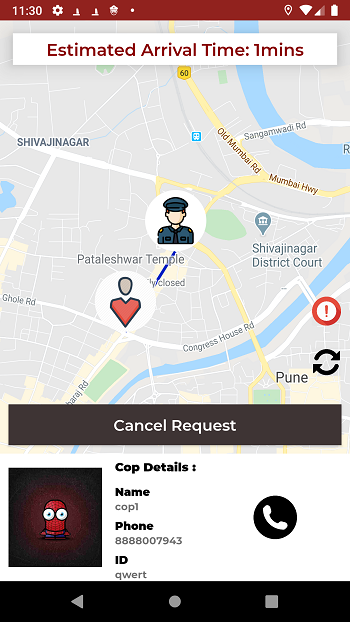 11:30
Estimated Arrival Time: 1mins
60
SHIVAJINAGAR
Old Mumbai Rd
Sangamwadi Rd
Mumbai Hwy
Shivajinagar
District Court
Pataleshwar Temple
closed
Ghole Rd
Congress House Rd
Pune
Cancel Request
Cop Details :
Name
cop1
Phone
8888007943
ID
qwert